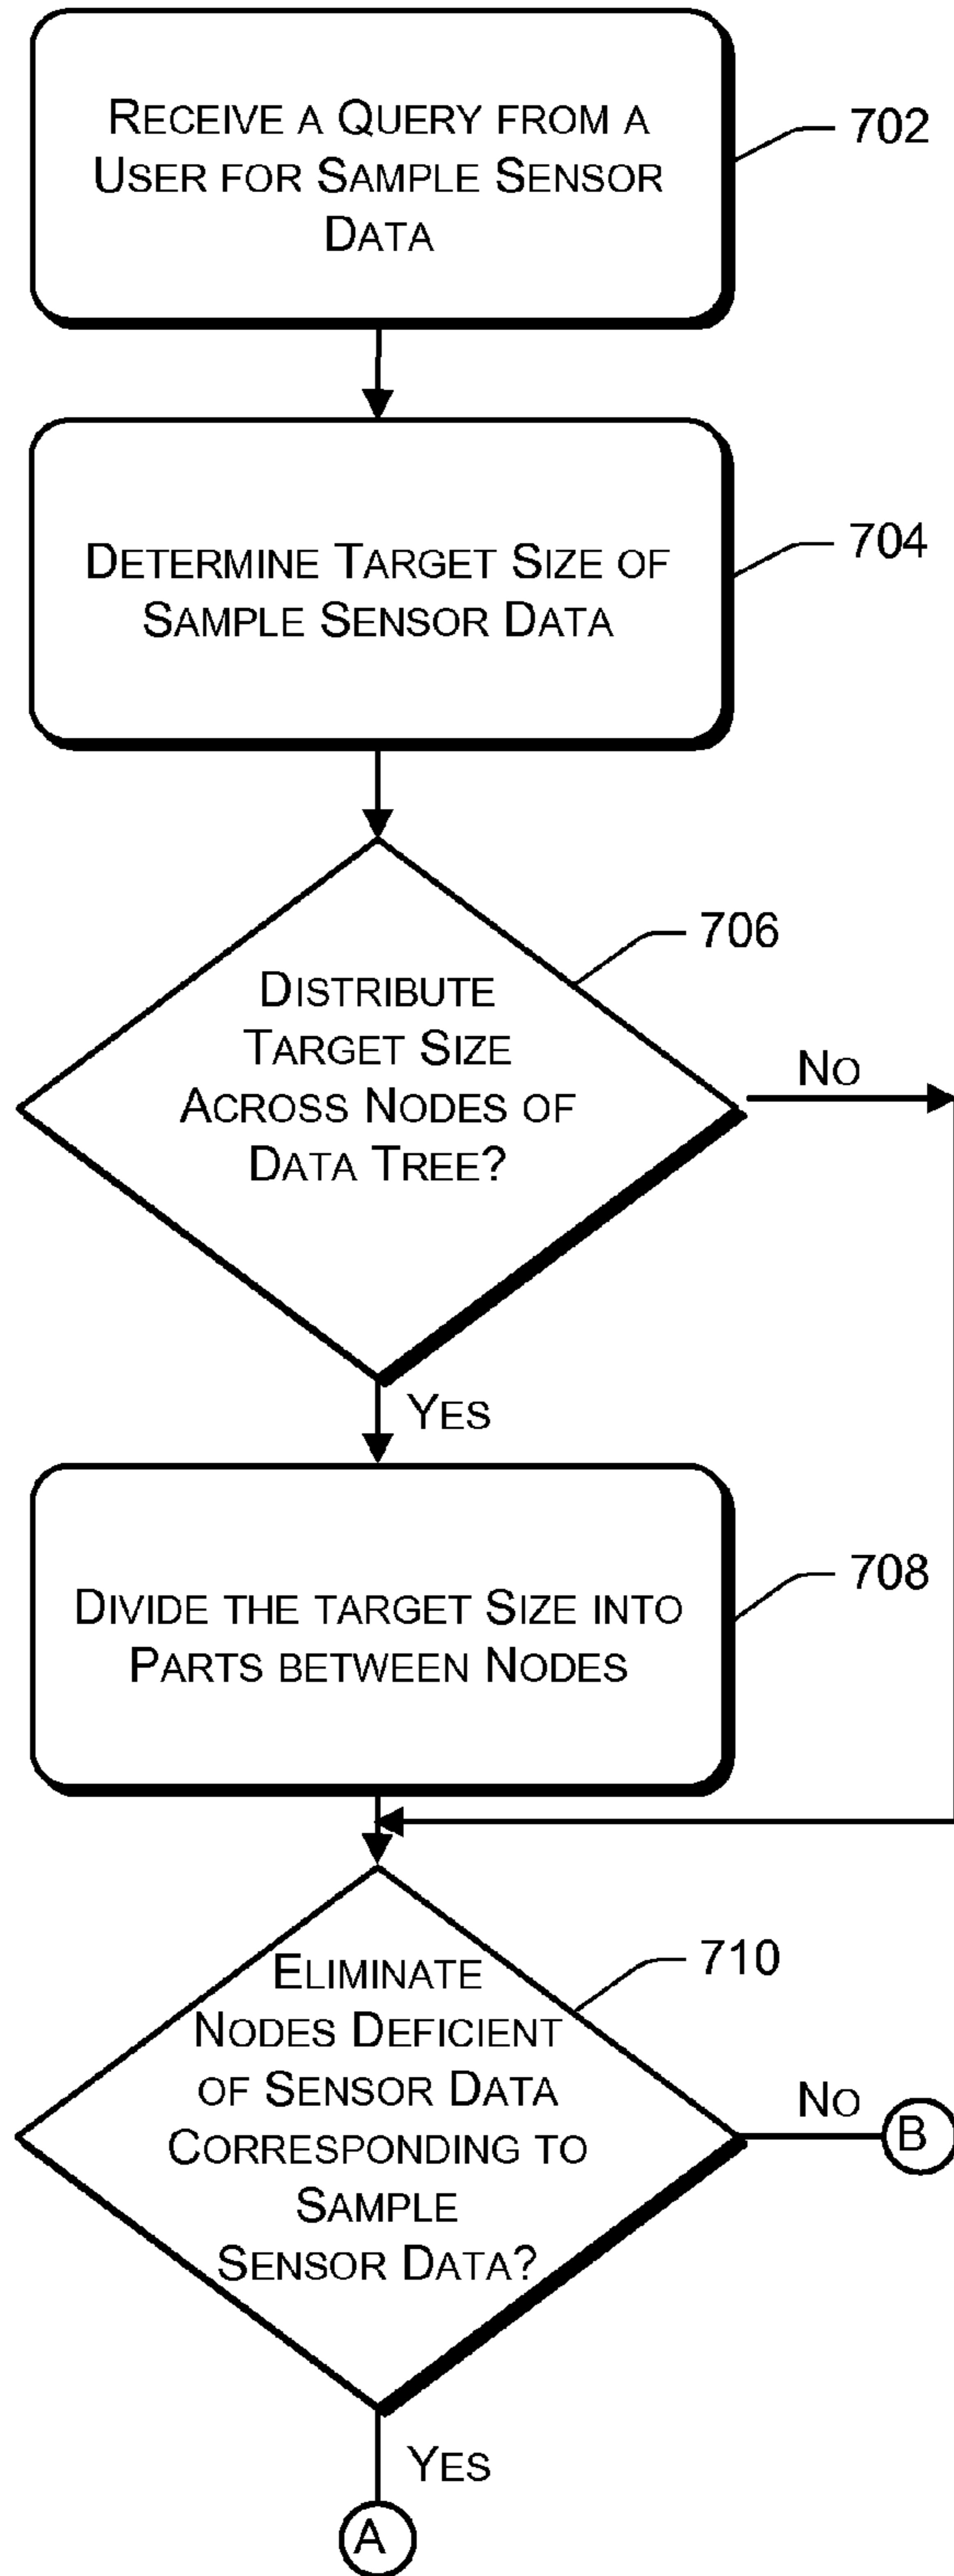 RECEIVE A QUERY FROM A
USER FOR SAMPLE SENSOR
DATA
702
DETERMINE TARGET SIZE OF
SAMPLE SENSOR DATA
704
DISTRIBUTE
TARGET SIZE
ACROSS NODES OF
DATA TREE?
706
NO
YES
DIVIDE THE TARGET SIZE INTO
PARTS BETWEEN NODES
708
ELIMINATE
NODES DEFICIENT
OF SENSOR DATA
CORRESPONDING TO
SAMPLE
SENSOR DATA?
710
NO
B
YES
A